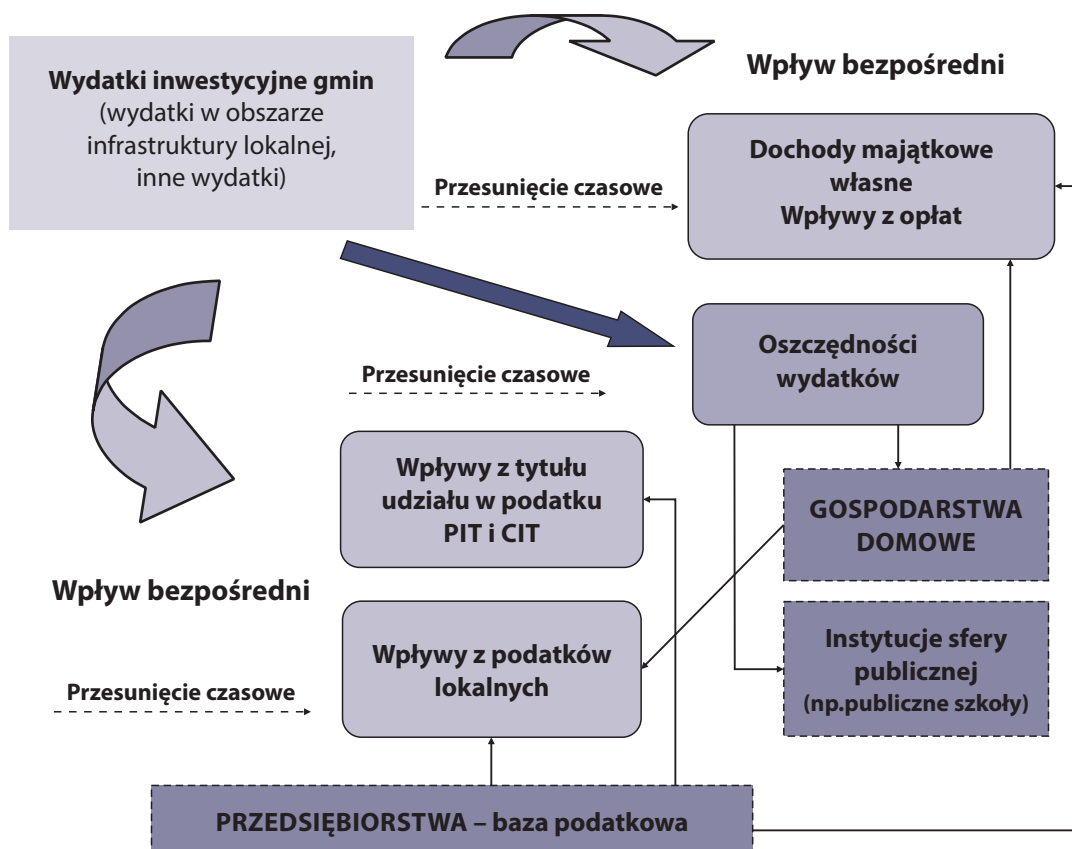 Wydatki inwestycyjne gmin
(wydatki w obszarze
infrastruktury lokalnej,
inne wydatki)
Wpływ bezpośredni
Dochody majątkowe
własne
Wpływy z opłat
Przesunięcie czasowe
Oszczędności
wydatków
Przesunięcie czasowe
Wpływy z tytułu
udziału w podatku
PIT i CIT
GOSPODARSTWA
DOMOWE
Wpływ bezpośredni
Wpływy z podatków
lokalnych
Instytucje sfery
publicznej
(np.publiczne szkoły)
Przesunięcie czasowe
PRZEDSIĘBIORSTWA – baza podatkowa